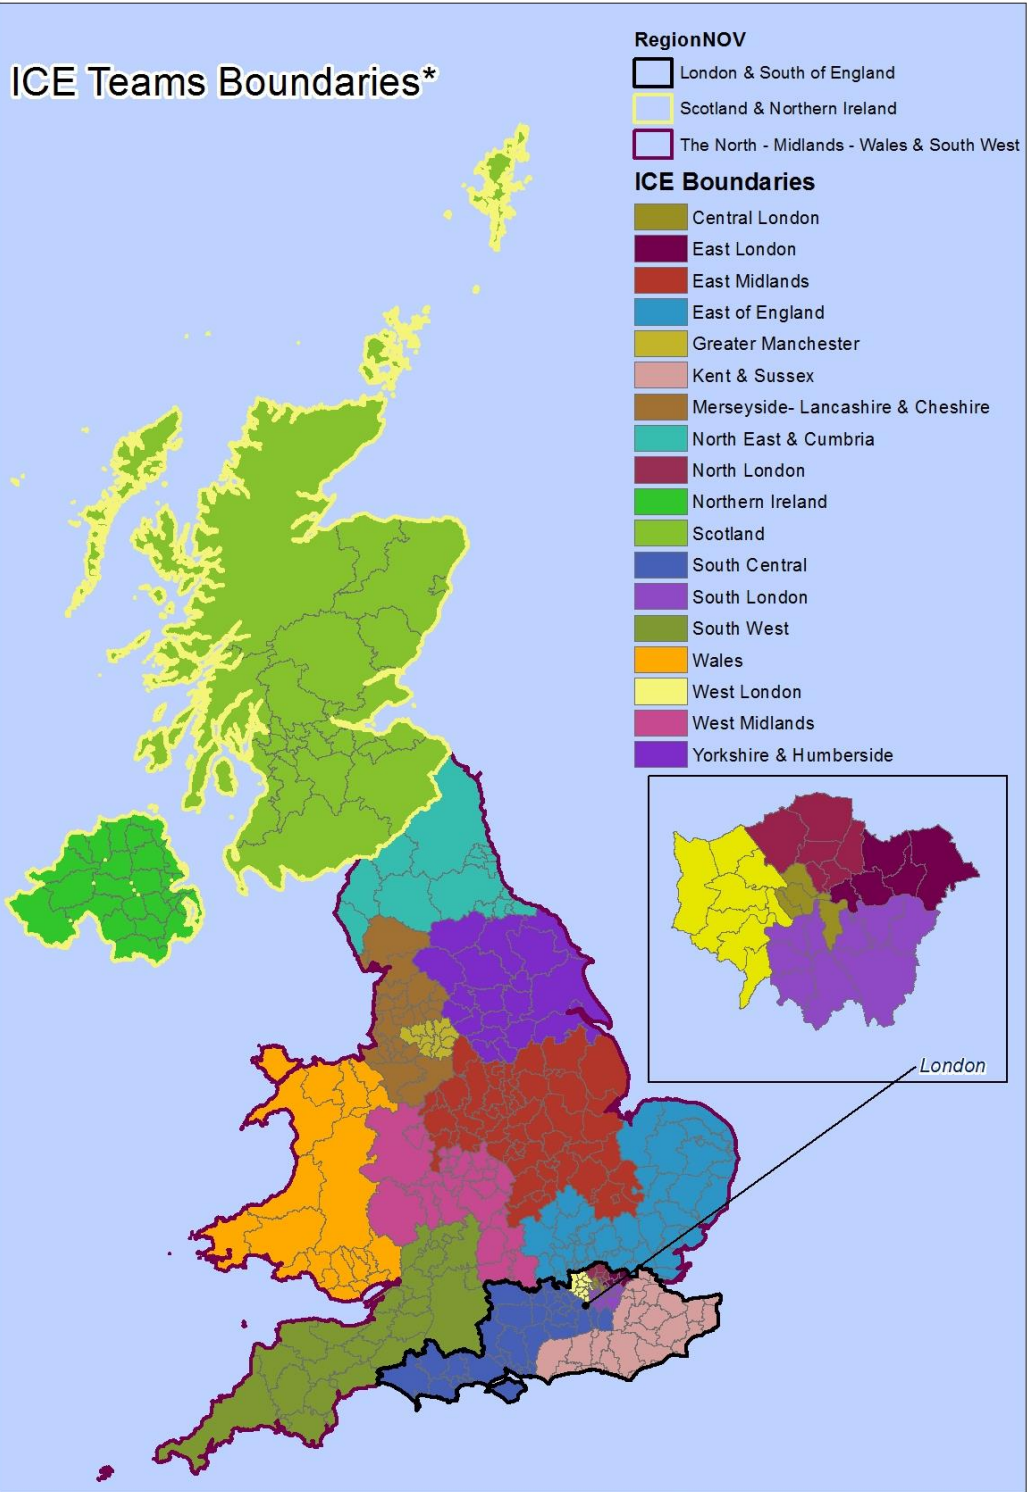 ICE Teams Boundaries*
RegionNOV
London & South of England
Scotland & Northern Ireland
The North - Midlands - Wales & South West
ICE Boundaries
Central London
East London
East Midlands
East of England
Greater Manchester
Kent & Sussex
Merseyside- Lancashire & Cheshire
North East & Cumbria
North London
Northern Ireland
Scotland
South Central
South London
South West
Wales
West London
West Midlands
Yorkshire & Humberside
London